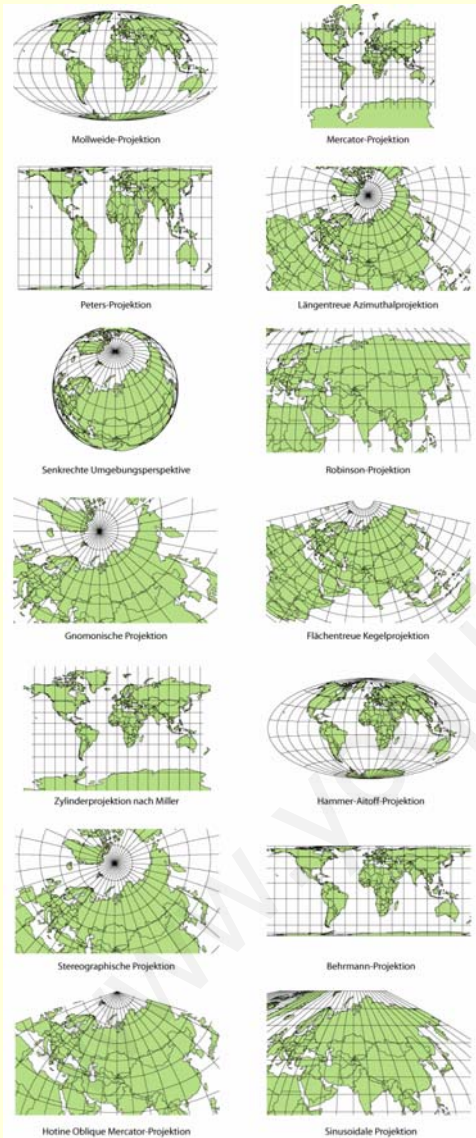 Mollweide-Projektion
Mercator-Projektion
Peters-Projektion
Längentreue Azimuthalprojektion
Senkrechte Umgebungsperspektive
Robinson-Projektion
Gnomonische Projektion
Flächentreue Kegelprojektion
Zylinderprojektion nach Miller
Hammer-Aitoff-Projektion
Stereographische Projektion
Behrmann-Projektion
Hotine Oblique Mercator-Projektion
Sinusoidale Projektion